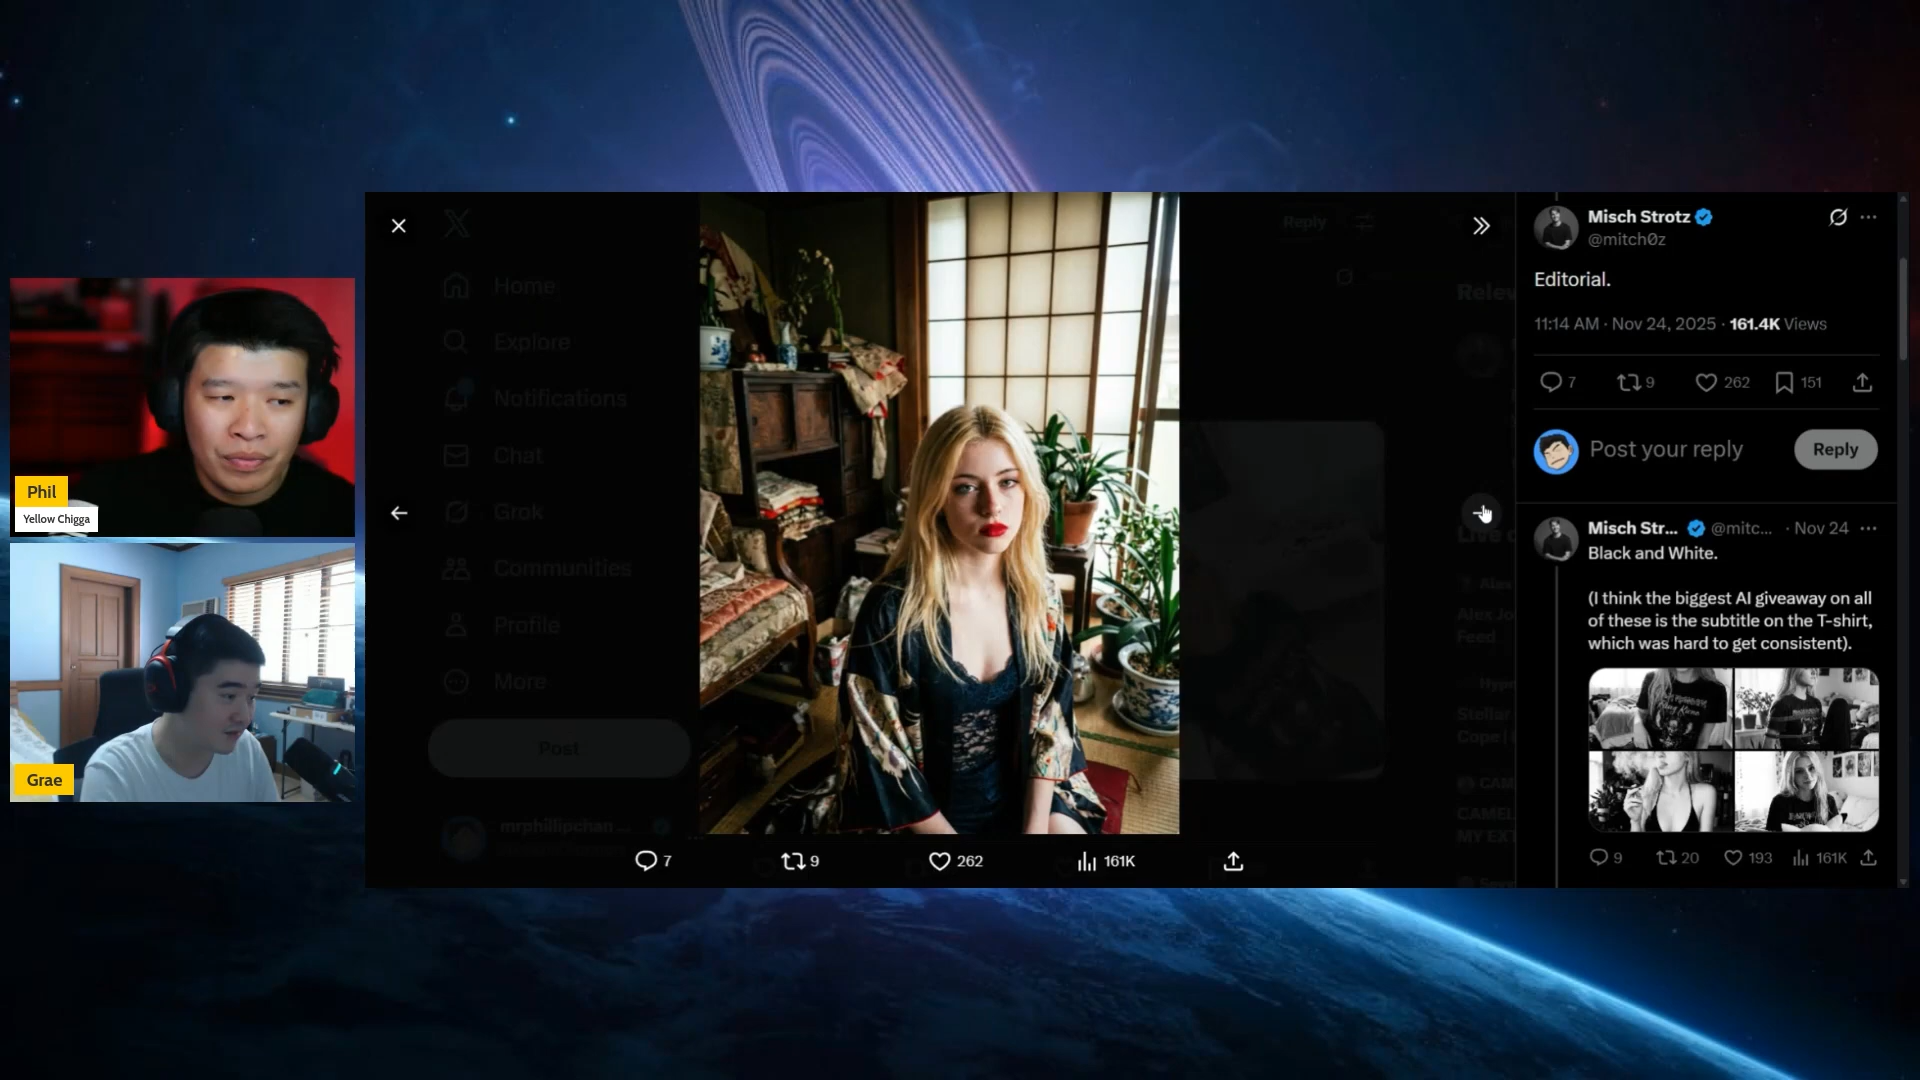 Phil
Yellow Chigga
Grae
Home
Explore
Notifications
Chat
Grok
Communities
Profile
More
Post
mrphillipchan...
7
9
262
161K
Reply
Misch Strotz
@mitch0z
Editorial.
11:14 AM · Nov 24, 2025 · 161.4K Views
7
9
262
151
Post your reply
Reply
Misch Str... @mitc... · Nov 24
Black and White.
(I think the biggest AI giveaway on all
of these is the subtitle on the T-shirt,
which was hard to get consistent).
9
20
193
161K